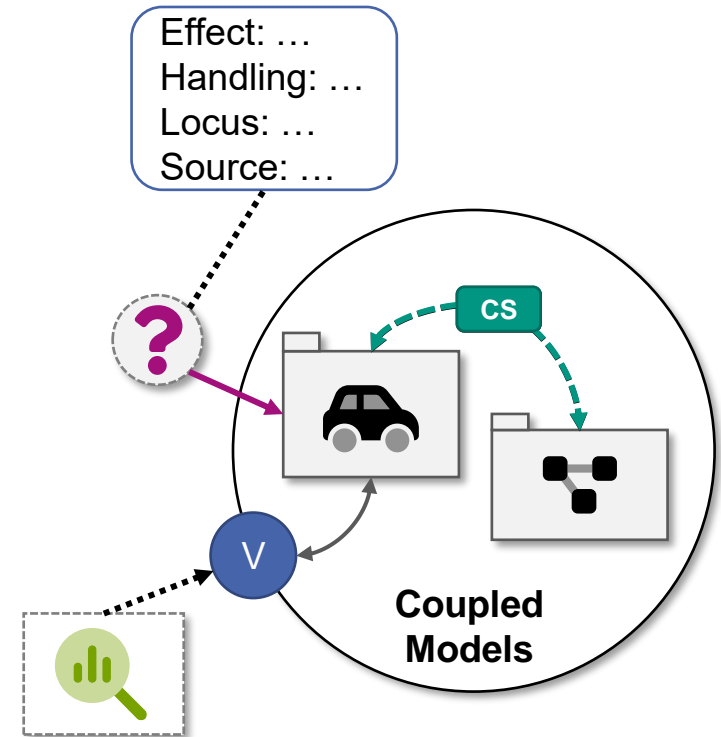 Effect: …
Handling: …
Locus: …
Source: …
?
CS
V
Coupled
Models